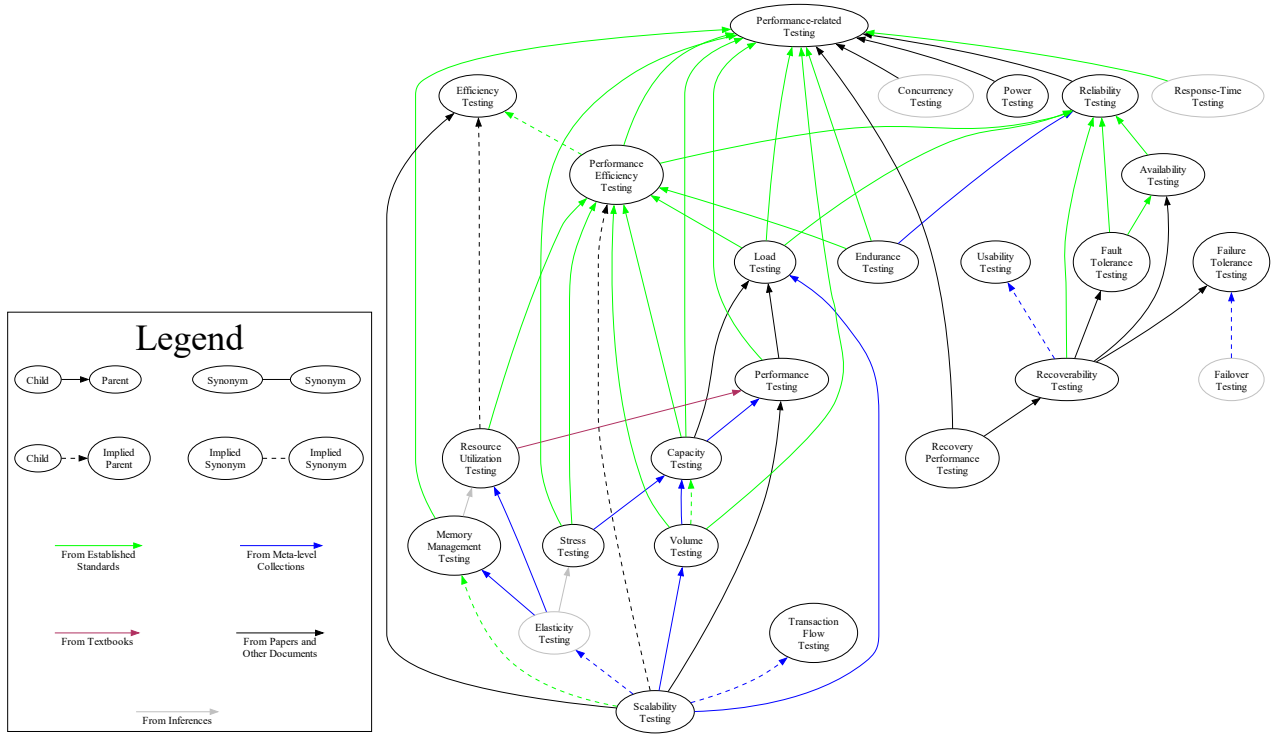 Performance-related
Testing
Efficiency
Testing
Concurrency
Testing
Power
Testing
Reliability
Testing
Response-Time
Testing
Performance
Efficiency
Testing
Availability
Testing
Load
Testing
Endurance
Testing
Usability
Testing
Fault
Tolerance
Testing
Failure
Tolerance
Testing
Performance
Testing
Recoverability
Testing
Failover
Testing
Resource
Utilization
Testing
Capacity
Testing
Recovery
Performance
Testing
Memory
Management
Testing
Stress
Testing
Volume
Testing
Elasticity
Testing
Transaction
Flow
Testing
Scalability
Testing
Legend
Child
Parent
Synonym
Synonym
Child
Implied
Parent
Implied
Synonym
Implied
Synonym
From Established
Standards
From Meta-level
Collections
From Textbooks
From Papers and
Other Documents
From Inferences